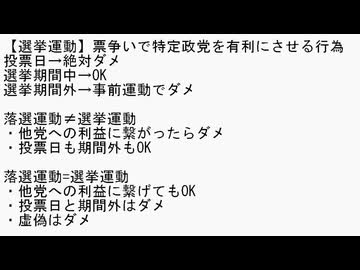 【選挙運動】票争いで特定政党を有利にさせる行為
投票日→絶対ダメ
選挙期間中→OK
選挙期間外→事前運動でダメ
落選運動≠選挙運動
・他党への利益に繋がったらダメ
・投票日も期間外もOK
落選運動=選挙運動
・他党への利益に繋げてもOK
・投票日と期間外はダメ
・虚偽はダメ